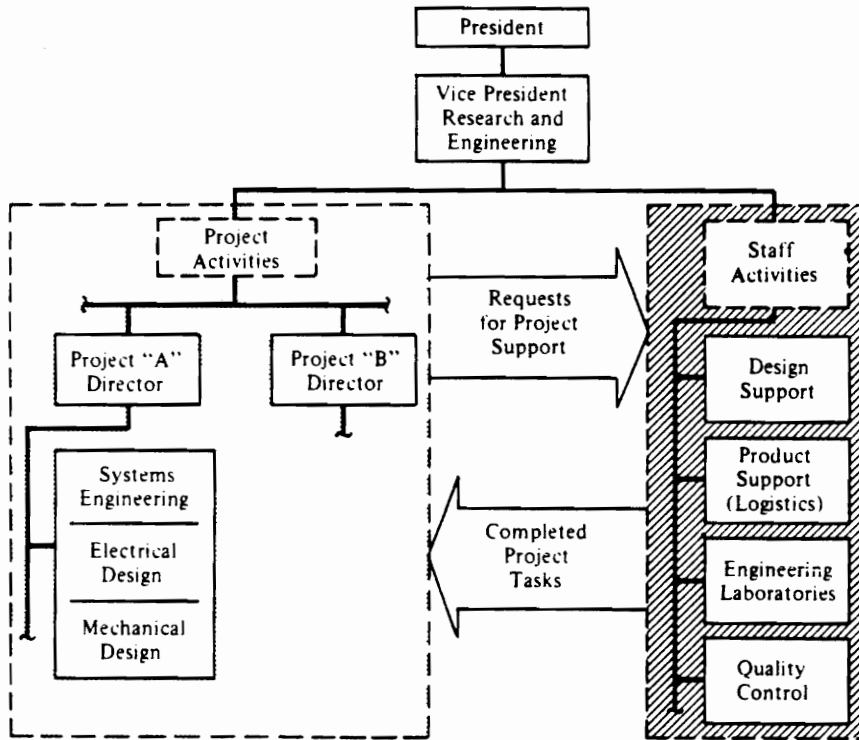 President
Vice President
Research and
Engineering
Project
Activities
Staff
Activities
Requests
for Project
Support
Project "A"
Director
Project "B"
Director
Design
Support
Systems
Engineering
Electrical
Design
Mechanical
Design
Product
Support
(Logistics)
Completed
Project
Tasks
Engineering
Laboratories
Quality
Control